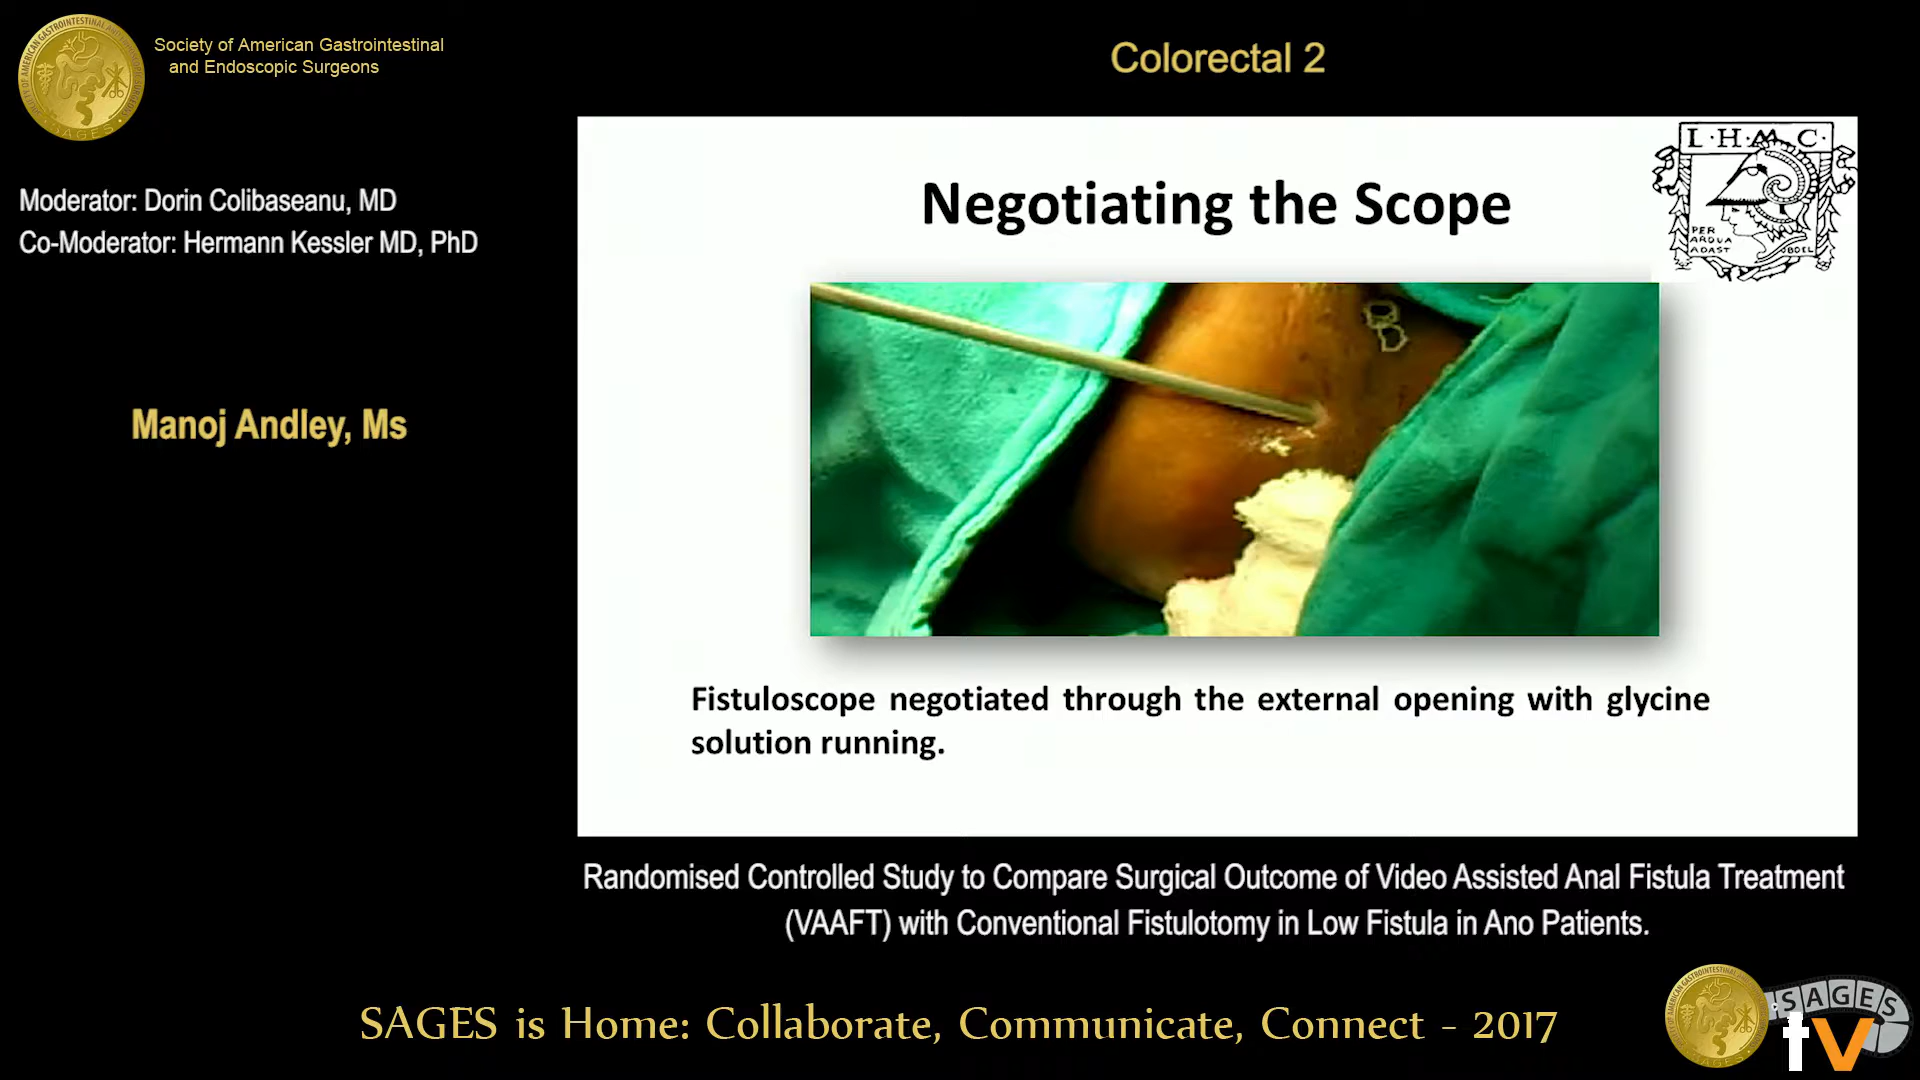 Society of American Gastrointestinal
and Endoscopic Surgeons
Colorectal 2
Moderator: Dorin Colibaseanu, MD
Co-Moderator: Hermann Kessler MD, PhD
Manoj Andley, Ms
L·H·M·C·
PER
ARDUA
ADAST
Negotiating the Scope
Fistuloscope negotiated through the external opening with glycine
solution running.
Randomised Controlled Study to Compare Surgical Outcome of Video Assisted Anal Fistula Treatment
(VAAFT) with Conventional Fistulotomy in Low Fistula in Ano Patients.
SAGES is Home: Collaborate, Communicate, Connect - 2017
SAGES
tv